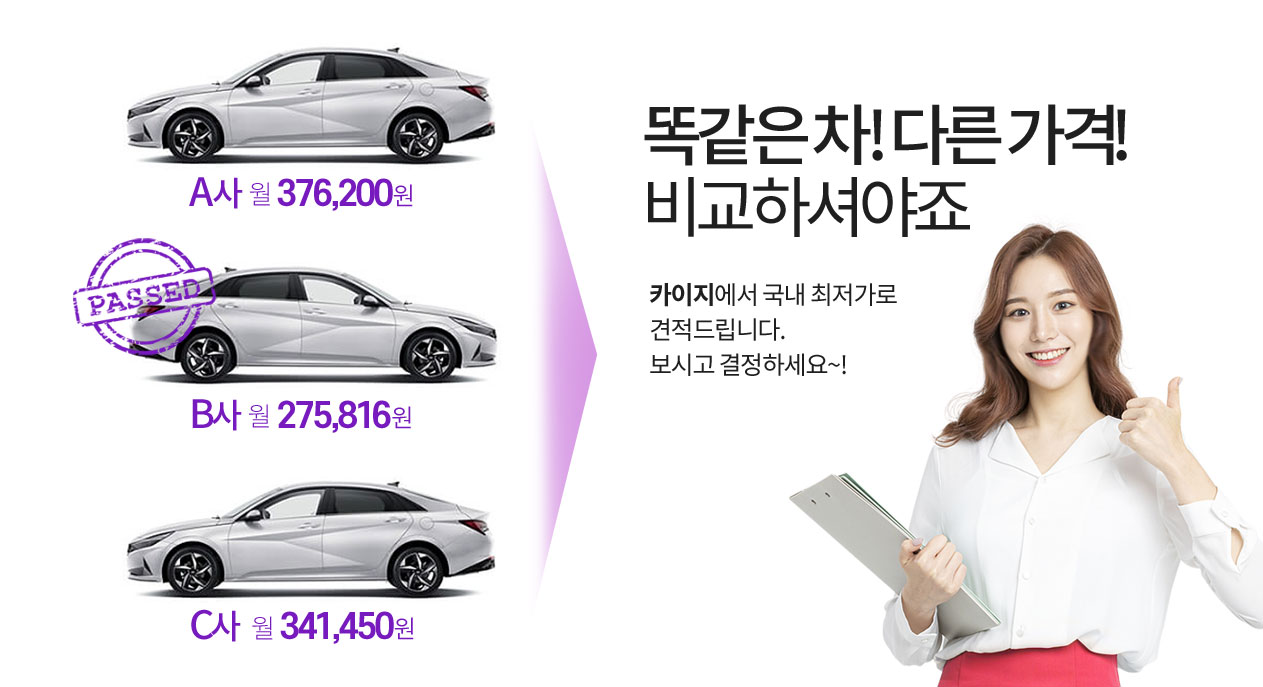 A사 월 376,200원
PASSED
B사 월 275,816원
C사 월 341,450원
똑같은 차! 다른 가격!
비교하셔야죠
카이지에서 국내 최저가로
견적드립니다.
보시고 결정하세요~!